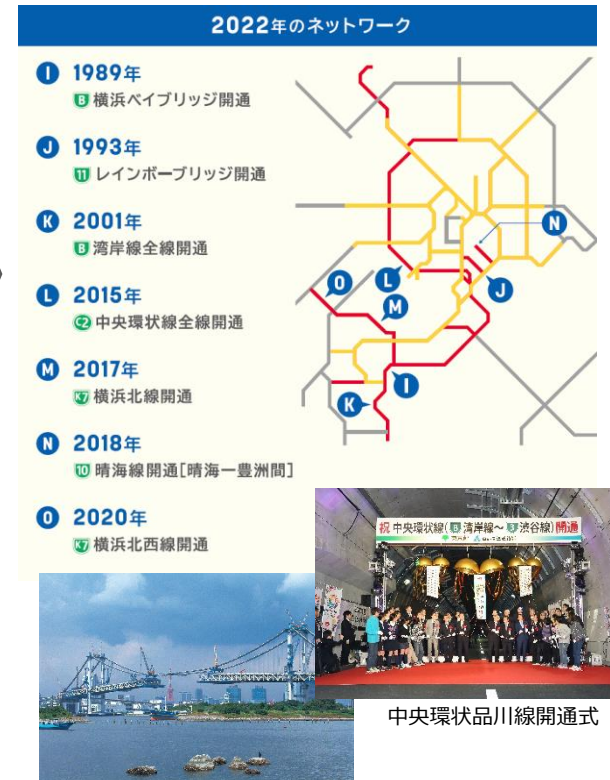 2022年のネットワーク
I 1989年
B 横浜ベイブリッジ開通
J 1993年
11 レインボーブリッジ開通
K 2001年
B 湾岸線全線開通
L 2015年
C2 中央環状線全線開通
M 2017年
K7 横浜北線開通
N 2018年
10 晴海線開通[晴海ー豊洲間]
O 2020年
K7 横浜北西線開通
N
O
L
M
J
I
K
祝 中央環状線(B湾岸線〜3渋谷線)開通
中央環状品川線開通式